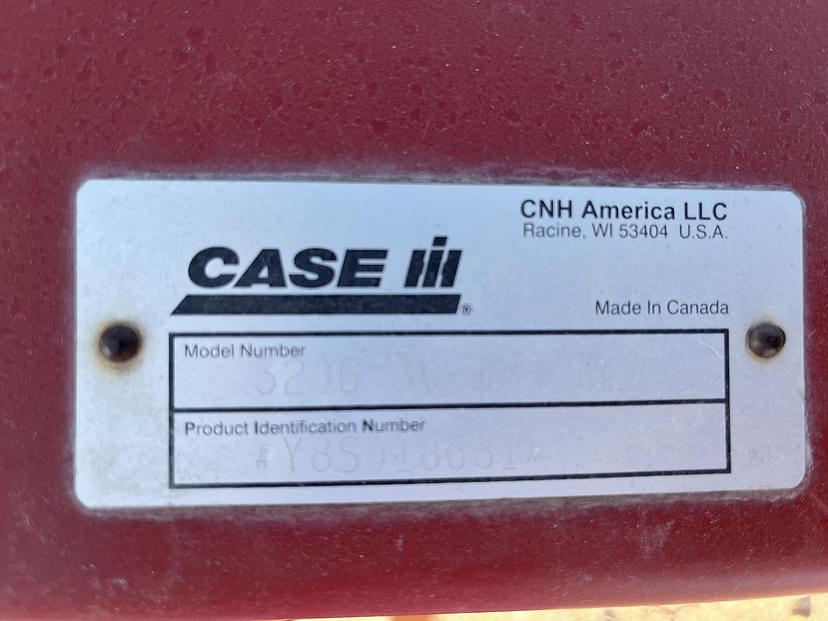 CNH America LLC
Racine, WI 53404 U.S.A.
CASE IH
®
Made In Canada
Model Number
Product Identification Number